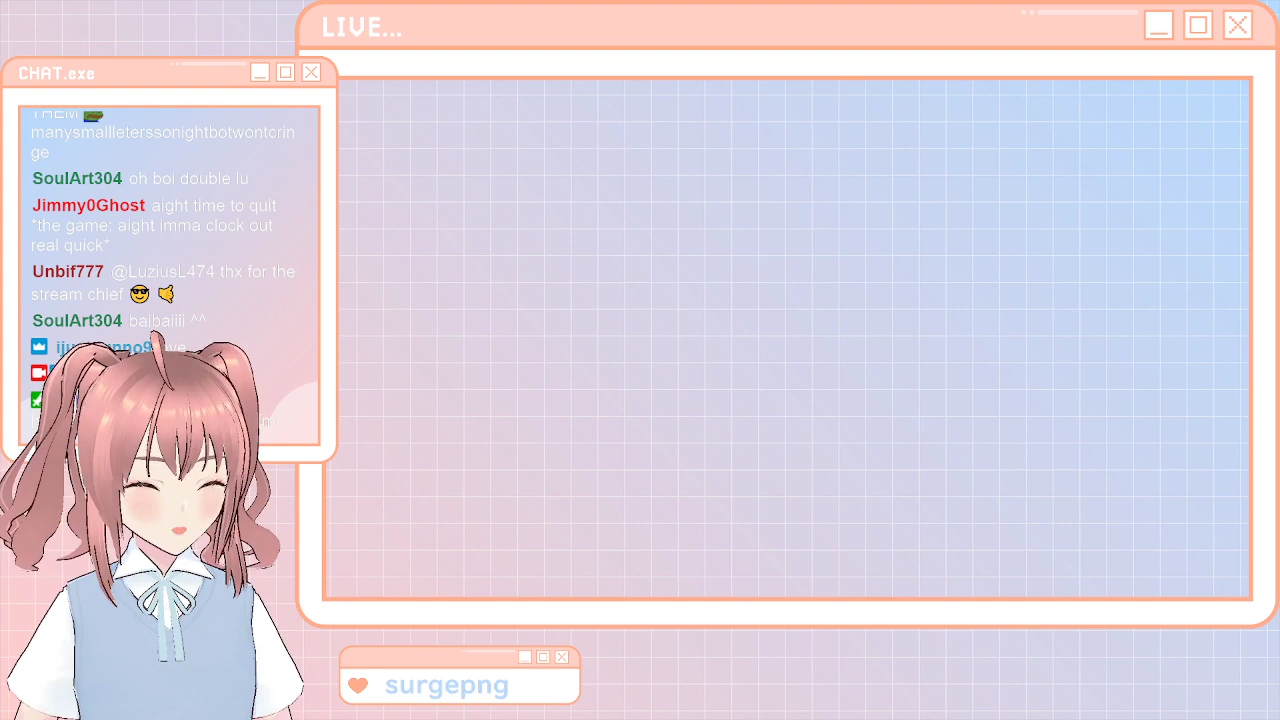 LIVE...
CHAT.exe
THEM
manysmallleterssonightbotwontcrin
ge
SoulArt304 oh boi double lu
Jimmy0Ghost aight time to quit
*the game: aight imma clock out
real quick*
Unbif777 @LuziusL474 thx for the
stream chief
SoulArt304 baibaiiii ^^
surgepng